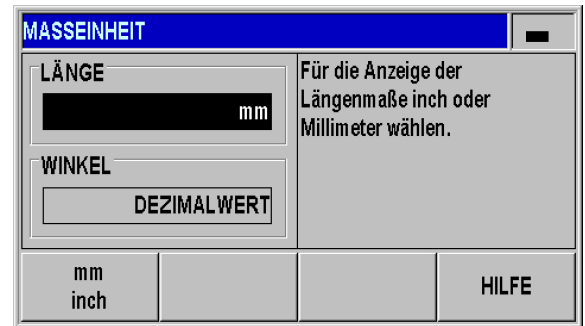 MASSEINHEIT
LÄNGE
mm
WINKEL
DEZIMALWERT
Für die Anzeige der
Längenmaße inch oder
Millimeter wählen.
mm
inch
HILFE